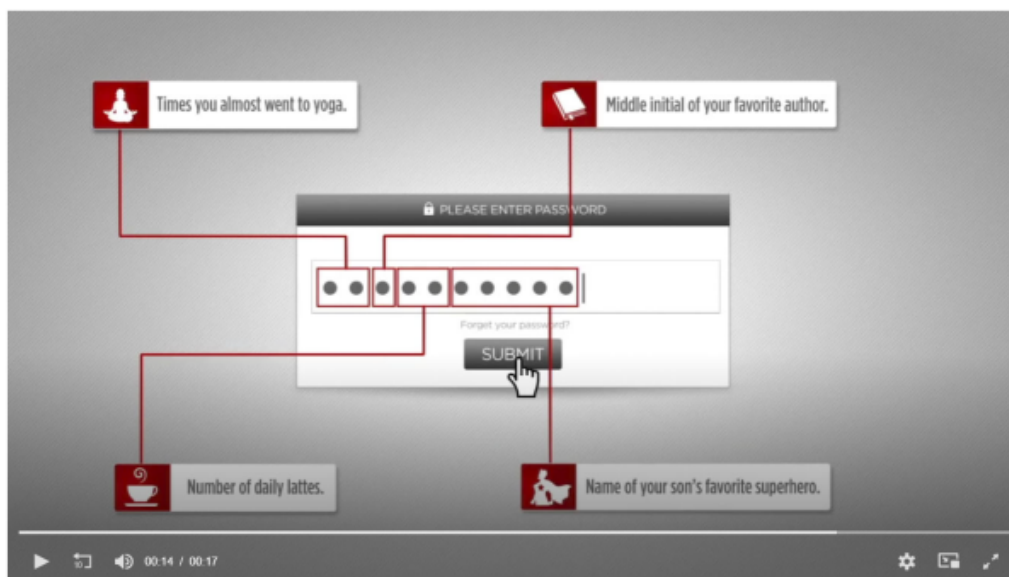 Times you almost went to yoga.
Middle initial of your favorite author.
PLEASE ENTER PASSWORD
Forget your password?
SUBMIT
Number of daily lattes.
Name of your son's favorite superhero.
10
00:14 / 00:17